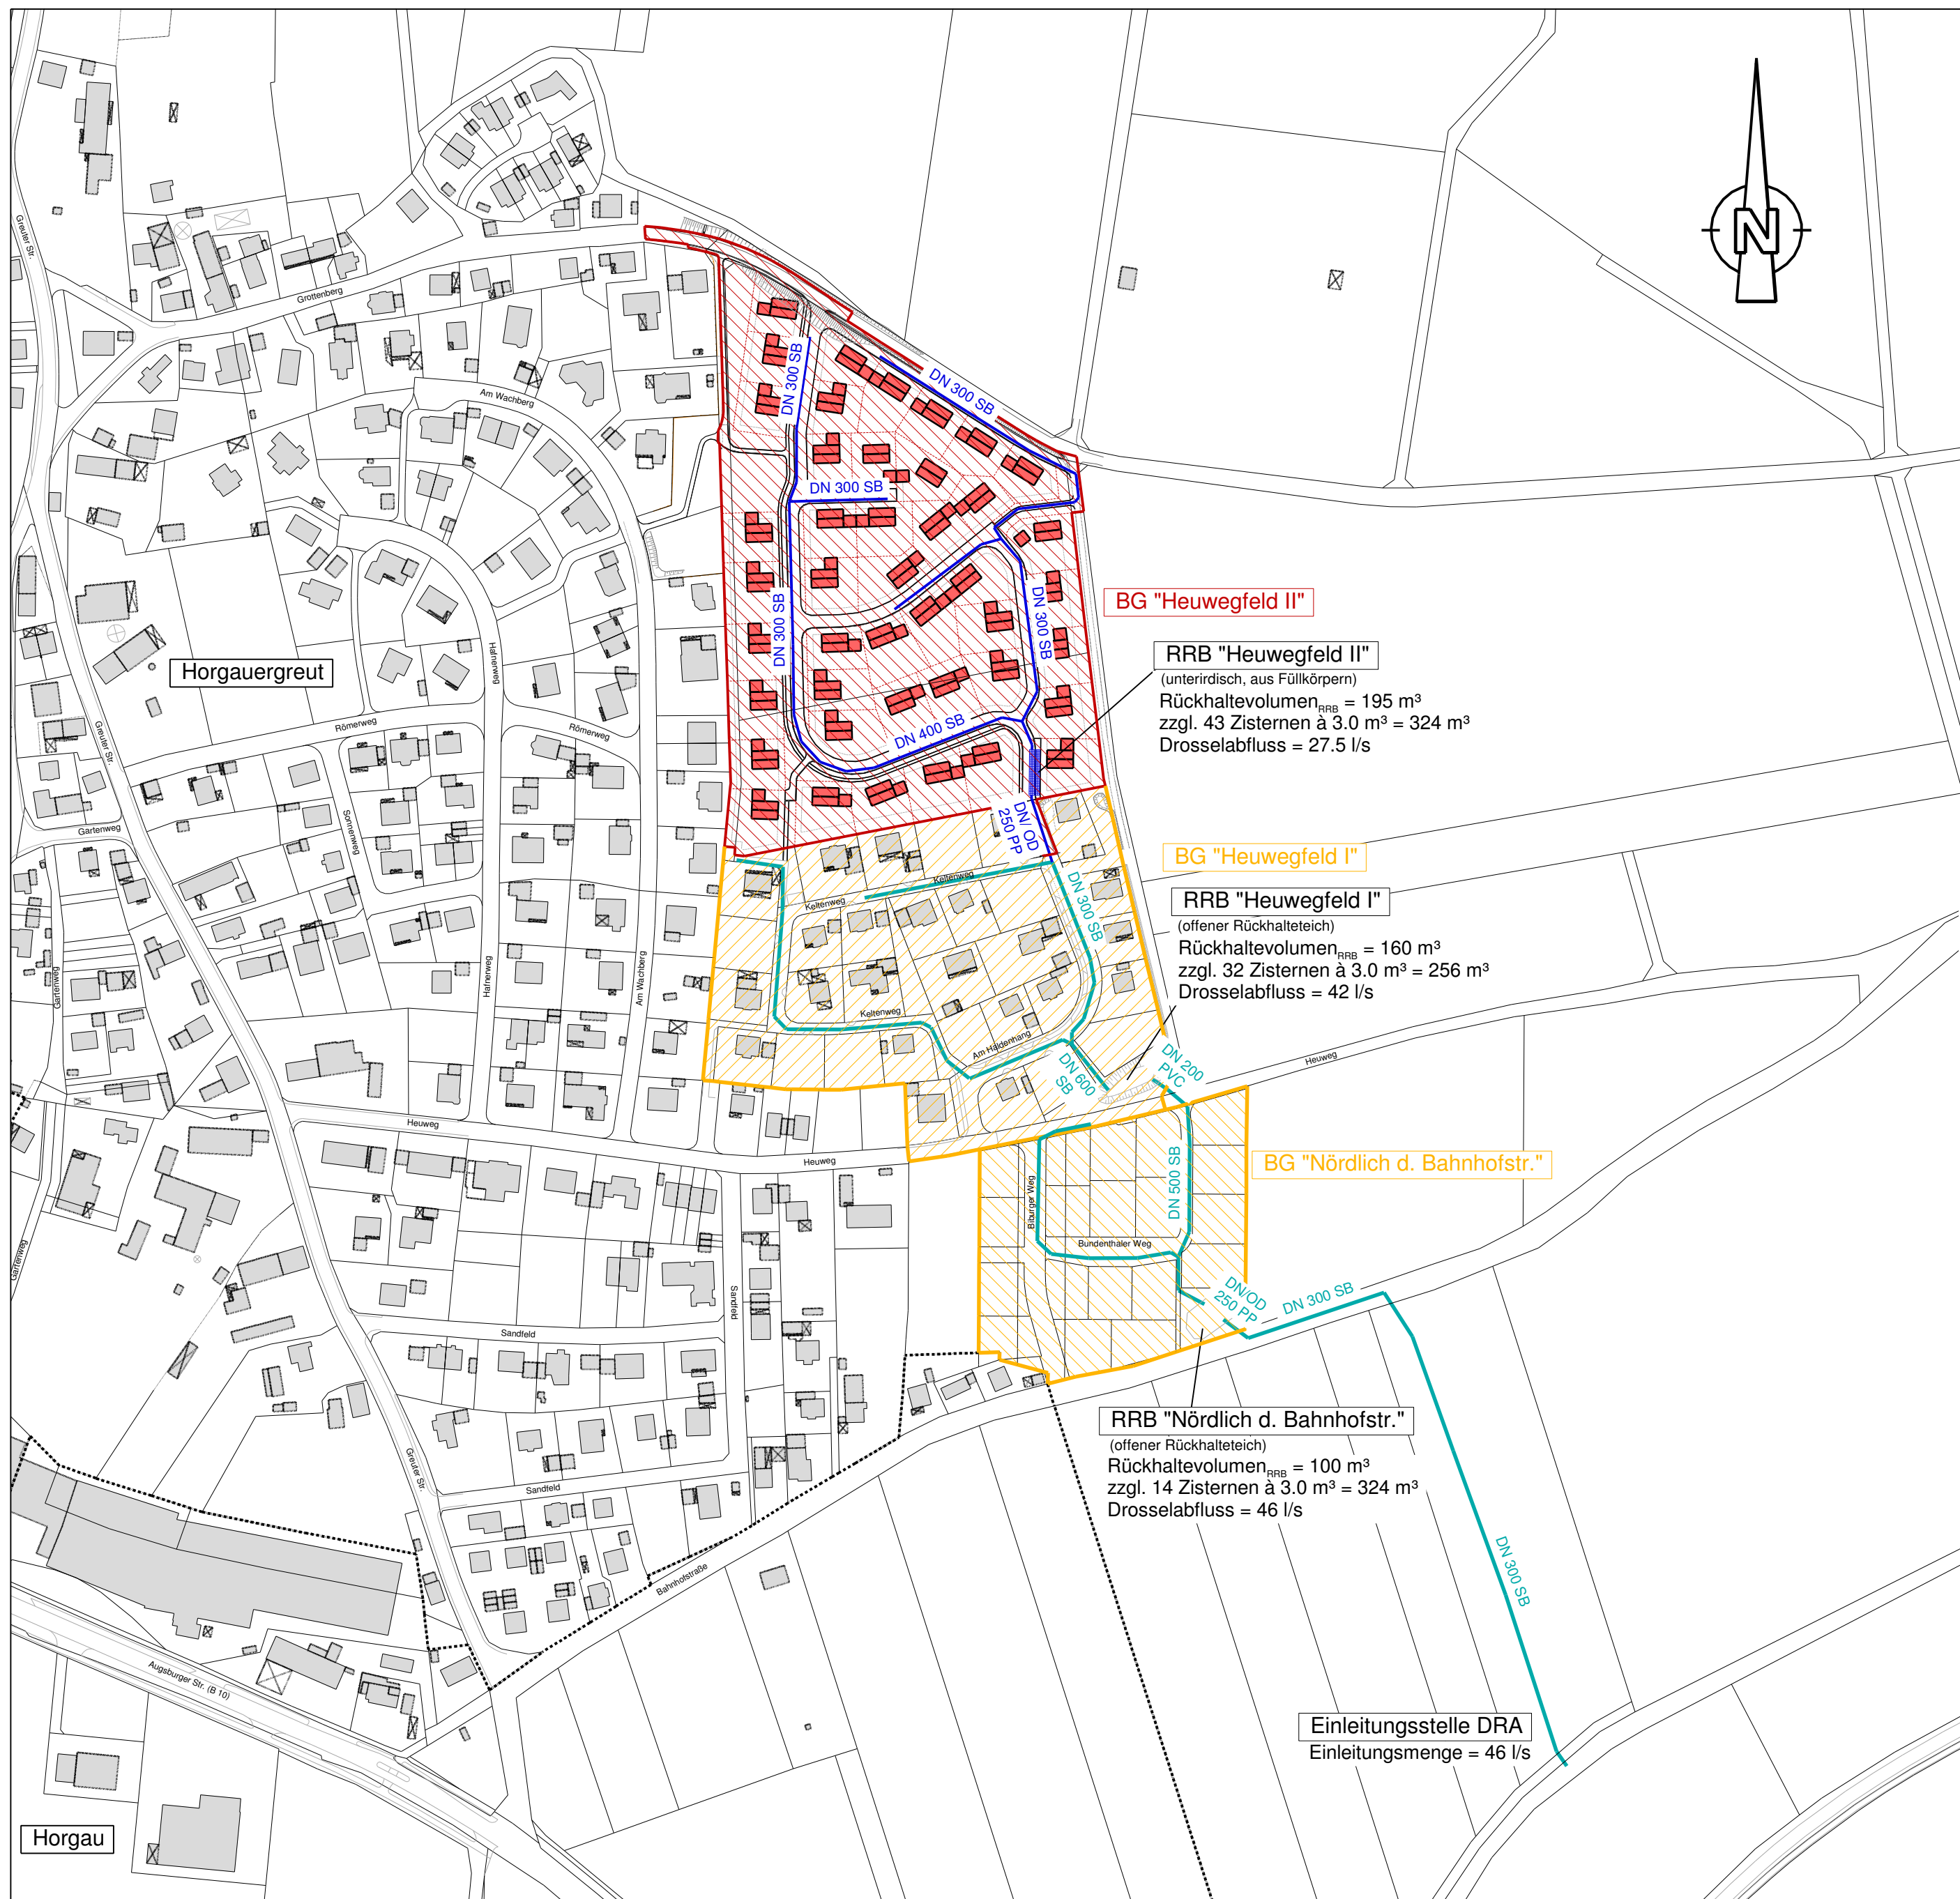 N
Greuter Str.
Grottenberg
Am Wachberg
DN 300 SB
DN 300 SB
DN 300 SB
DN 300 SB
DN 300 SB
DN 400 SB
DN/ OD
250 PP
BG "Heuwegfeld II"
RRB "Heuwegfeld II"
(unterirdisch, aus Füllkörpern)
Rückhaltevolumen RRB = 195 m³
zzgl. 43 Zisternen à 3.0 m³ = 324 m³
Drosselabfluss = 27.5 l/s
Horgauergreut
Hafnerweg
Römerweg
Römerweg
Greuter Str.
Sonnenweg
Gartenweg
Gartenweg
Hafnerweg
Am Wachberg
BG "Heuwegfeld I"
RRB "Heuwegfeld I"
(offener Rückhalteteich)
Rückhaltevolumen RRB = 160 m³
zzgl. 32 Zisternen à 3.0 m³ = 256 m³
Drosselabfluss = 42 l/s
Keltenweg
Keltenweg
DN 300 SB
Keltenweg
Am Haldenhang
DN 600
SB
DN 200
PVC
Heuweg
Heuweg
Heuweg
BG "Nördlich d. Bahnhofstr."
DN 500 SB
Biburger Weg
Bundenthaler Weg
Gartenweg
Sandfeld
Sandfeld
DN/OD
250 PP
DN 300 SB
RRB "Nördlich d. Bahnhofstr."
(offener Rückhalteteich)
Rückhaltevolumen RRB = 100 m³
zzgl. 14 Zisternen à 3.0 m³ = 324 m³
Drosselabfluss = 46 l/s
Greuter Str.
Sandfeld
Bahnhofstraße
DN 300 SB
Augsburger Str. (B 10)
Einleitungsstelle DRA
Einleitungsmenge = 46 l/s
Horgau